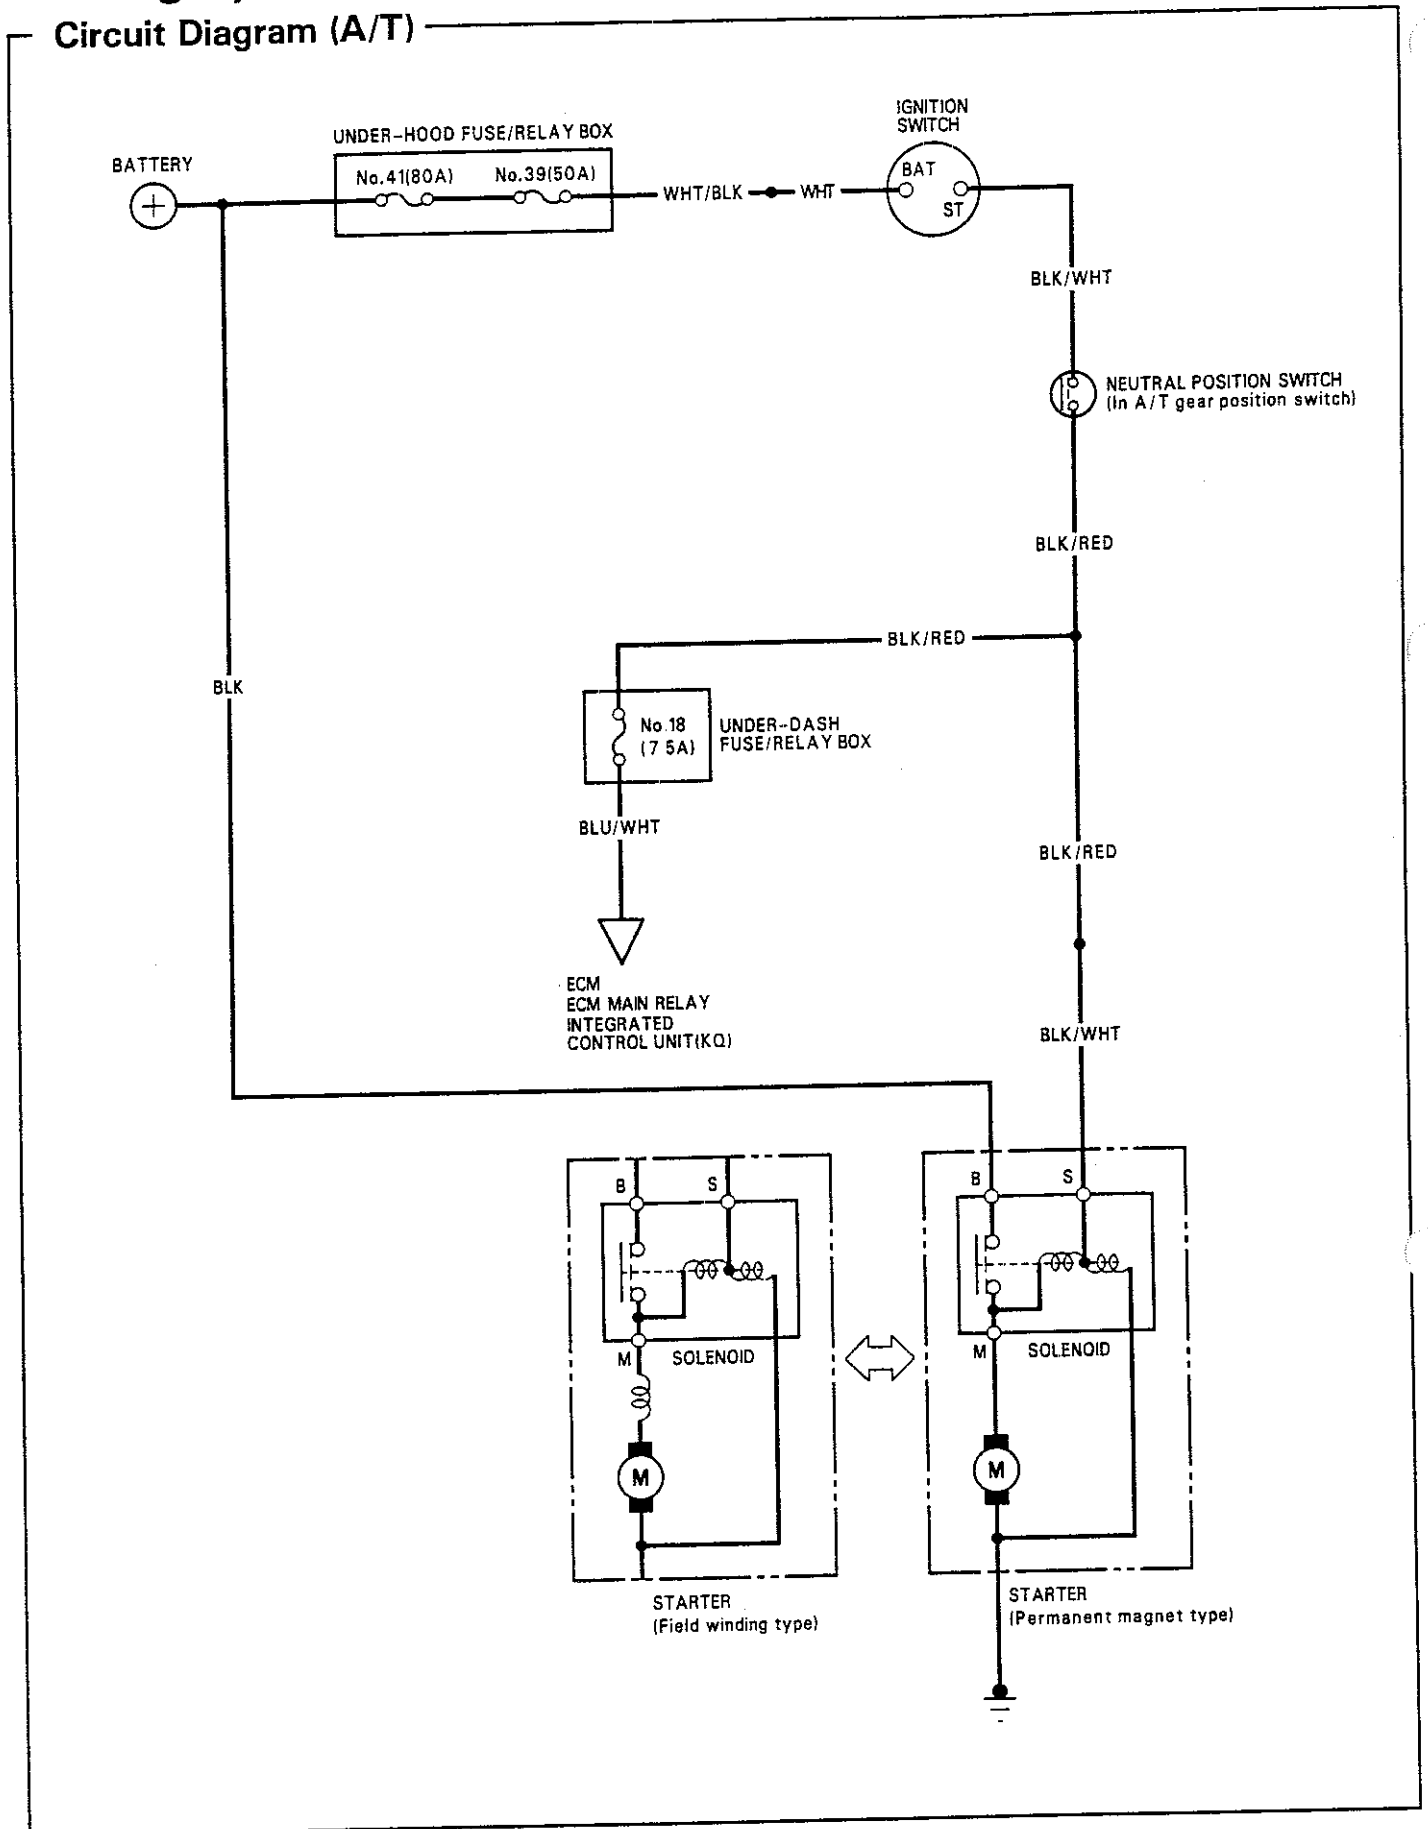 Circuit Diagram (A/T)
IGNITION
SWITCH
UNDER-HOOD FUSE/RELAY BOX
BATTERY
No.41(80A)
No.39(50A)
BAT
ST
WHT/BLK
WHT
BLK/WHT
NEUTRAL POSITION SWITCH
(In A/T gear position switch)
BLK/RED
BLK/RED
BLK
No.18
(7 5A)
UNDER-DASH
FUSE/RELAY BOX
BLU/WHT
BLK/RED
ECM
ECM MAIN RELAY
INTEGRATED
CONTROL UNIT(KQ)
BLK/WHT
B
S
M
SOLENOID
M
STARTER
(Field winding type)
B
S
M
SOLENOID
M
STARTER
(Permanent magnet type)